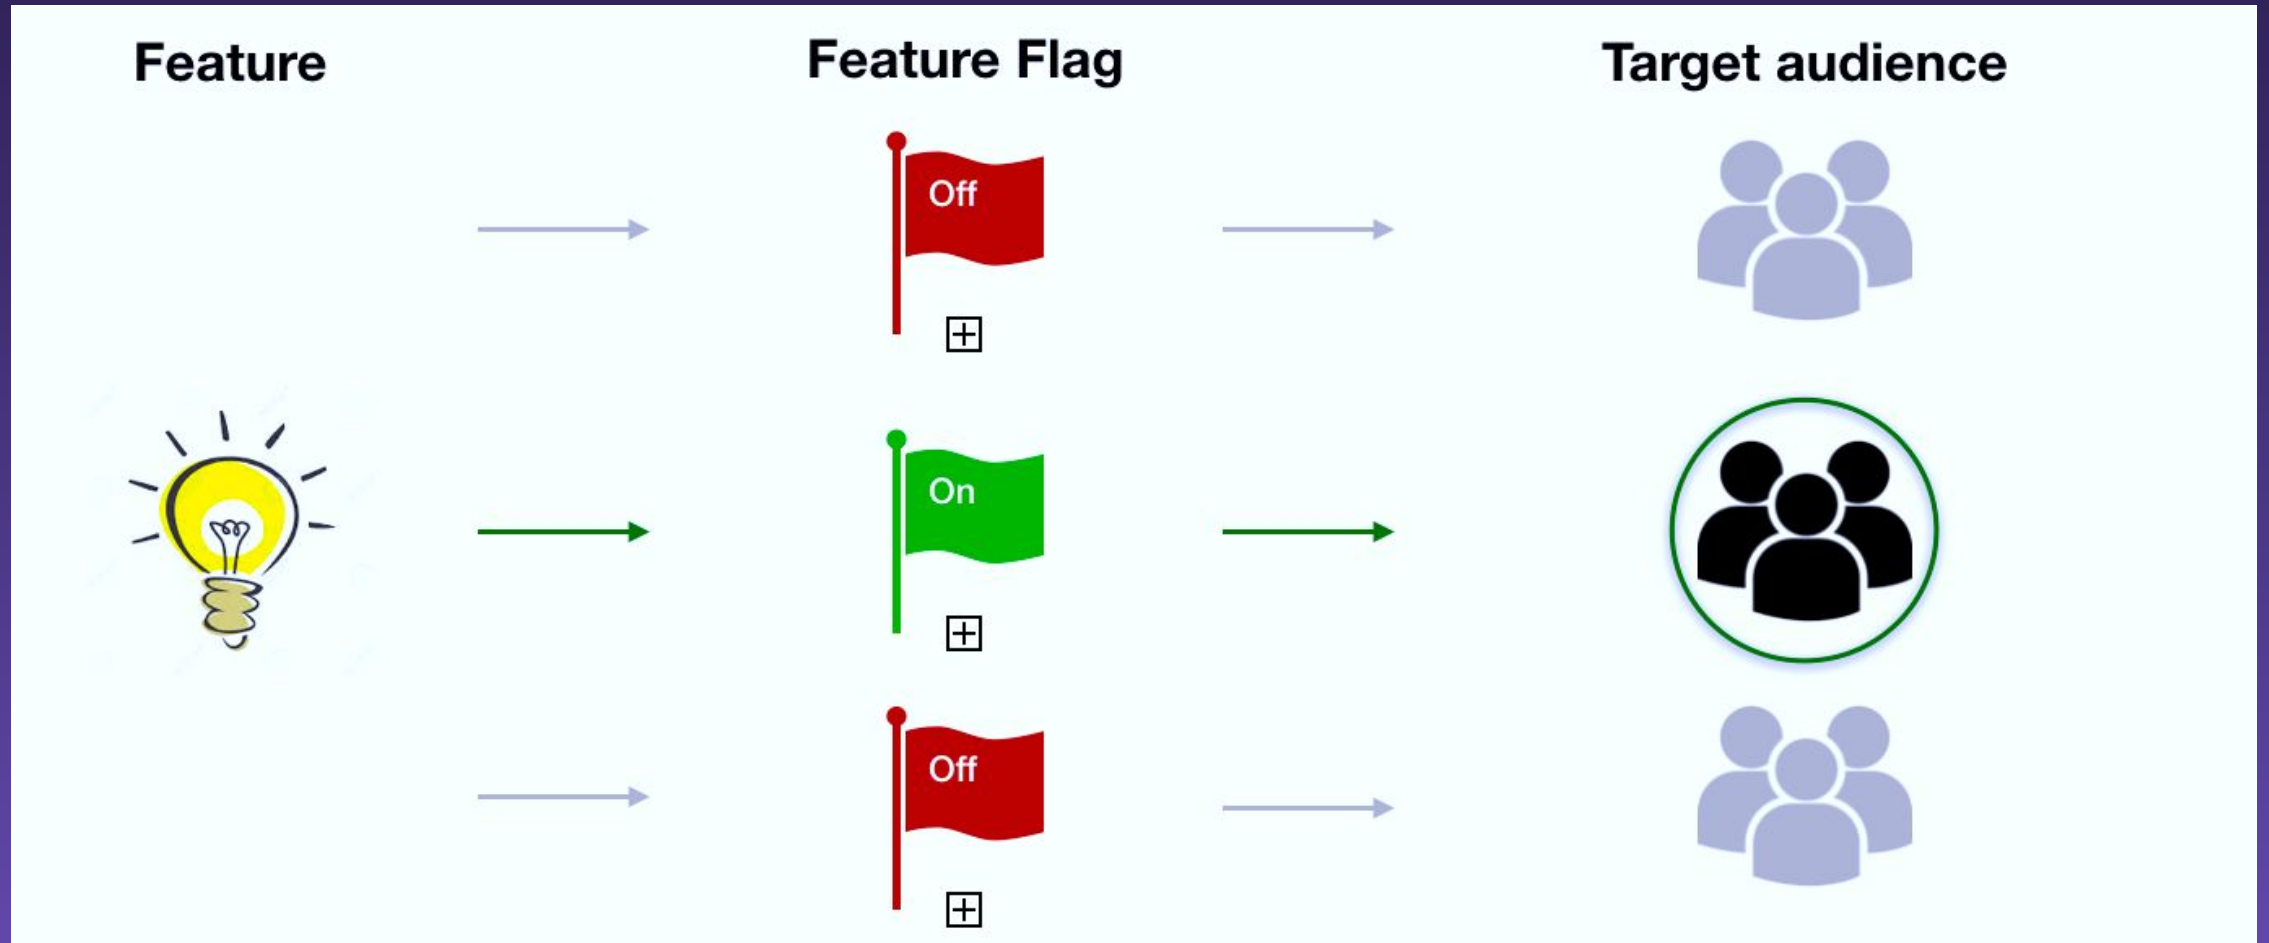 Feature
Feature Flag
Target audience
Off
On
Off